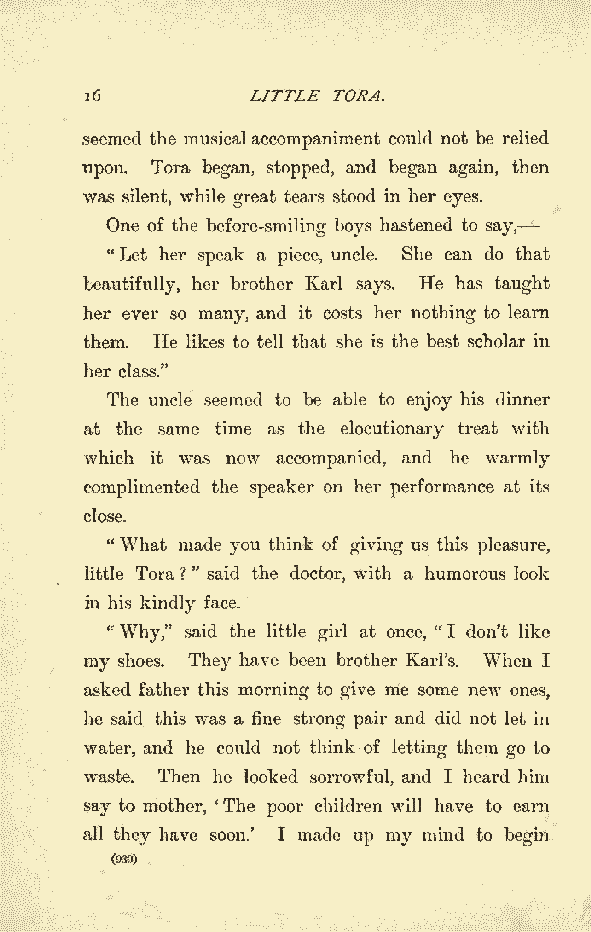 16 LITTLE TORA.
seemed the musical accompaniment could not be relied
upon. Tora began, stopped, and began again, then
was silent, while great tears stood in her eyes.
One of the before-smiling boys hastened to say,—
“Let her speak a piece, uncle. She can do that
beautifully, her brother Karl says. He has taught
her ever so many, and it costs her nothing to learn
them. He likes to tell that she is the best scholar in
her class.”
The uncle seemed to be able to enjoy his dinner
at the same time as the elocutionary treat with
which it was now accompanied, and he warmly
complimented the speaker on her performance at its
close.
“What made you think of giving us this pleasure,
little Tora?” said the doctor, with a humorous look
in his kindly face.
“Why,” said the little girl at once, “I don’t like
my shoes. They have been brother Karl’s. When I
asked father this morning to give me some new ones,
he said this was a fine strong pair and did not let in
water, and he could not think of letting them go to
waste. Then he looked sorrowful, and I heard him
say to mother, ‘The poor children will have to earn
all they have soon.’ I made up my mind to begin
(939)